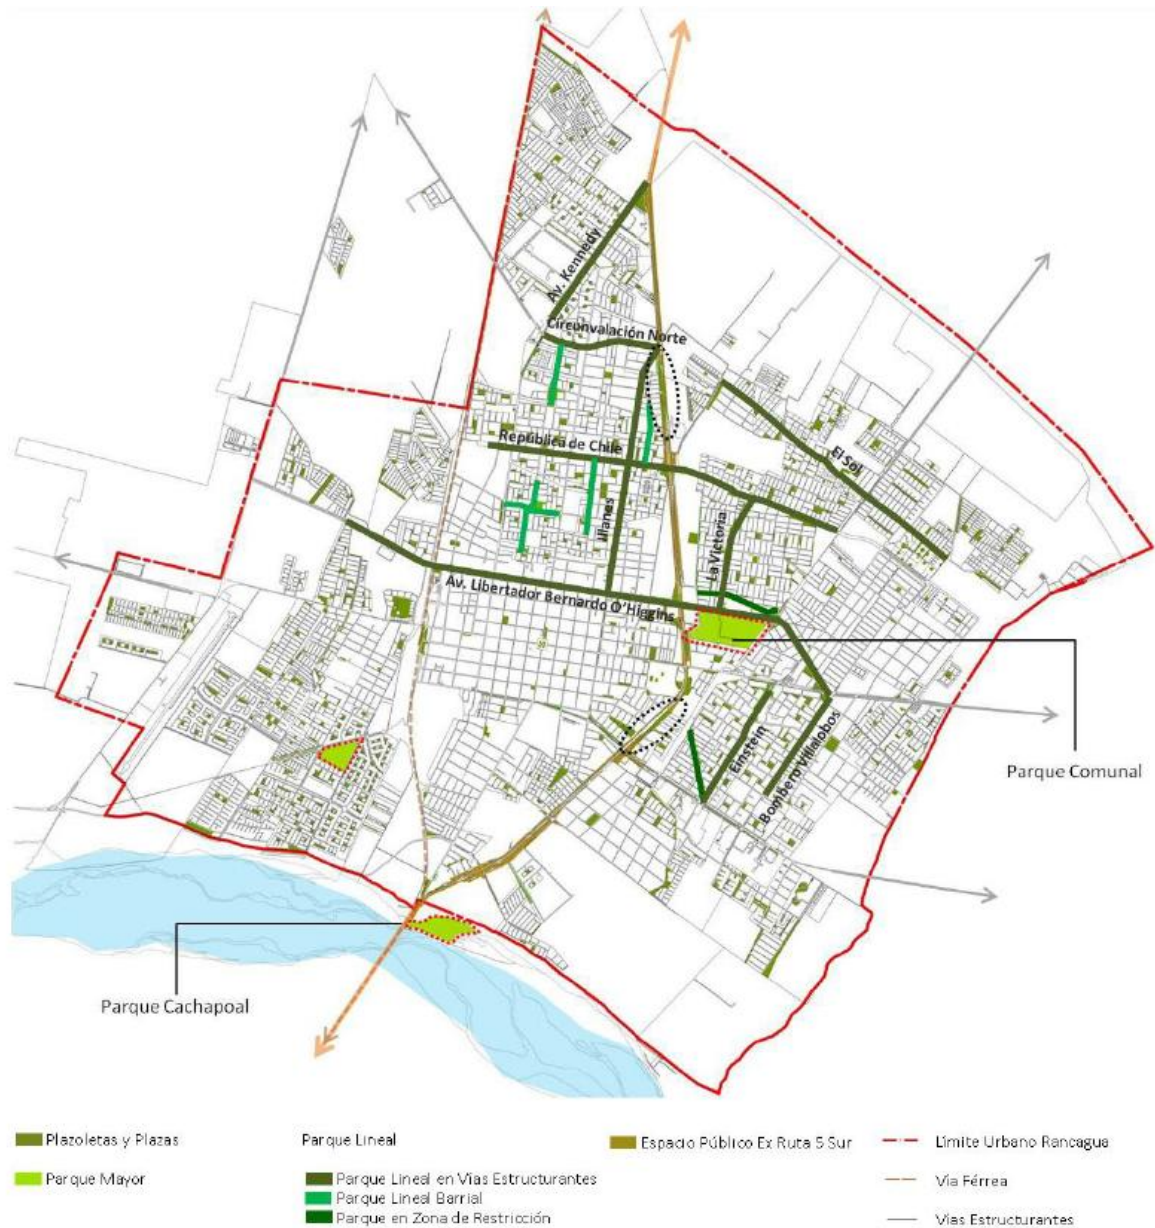 Av. Kennedy
Circunvalación Norte
República de Chile
El Sol
Illanes
La Victoria
Av. Libertador Bernardo O´Higgins
Einstein
Bombero Villalobos
Parque Comunal
Parque Cachapoal
Plazoletas y Plazas
Parque Lineal
Espacio Público Ex Ruta 5 Sur
Límite Urbano Rancagua
Parque Mayor
Parque Lineal en Vías Estructurantes
Vía Férrea
Parque Lineal Barrial
Parque en Zona de Restricción
Vías Estructurantes